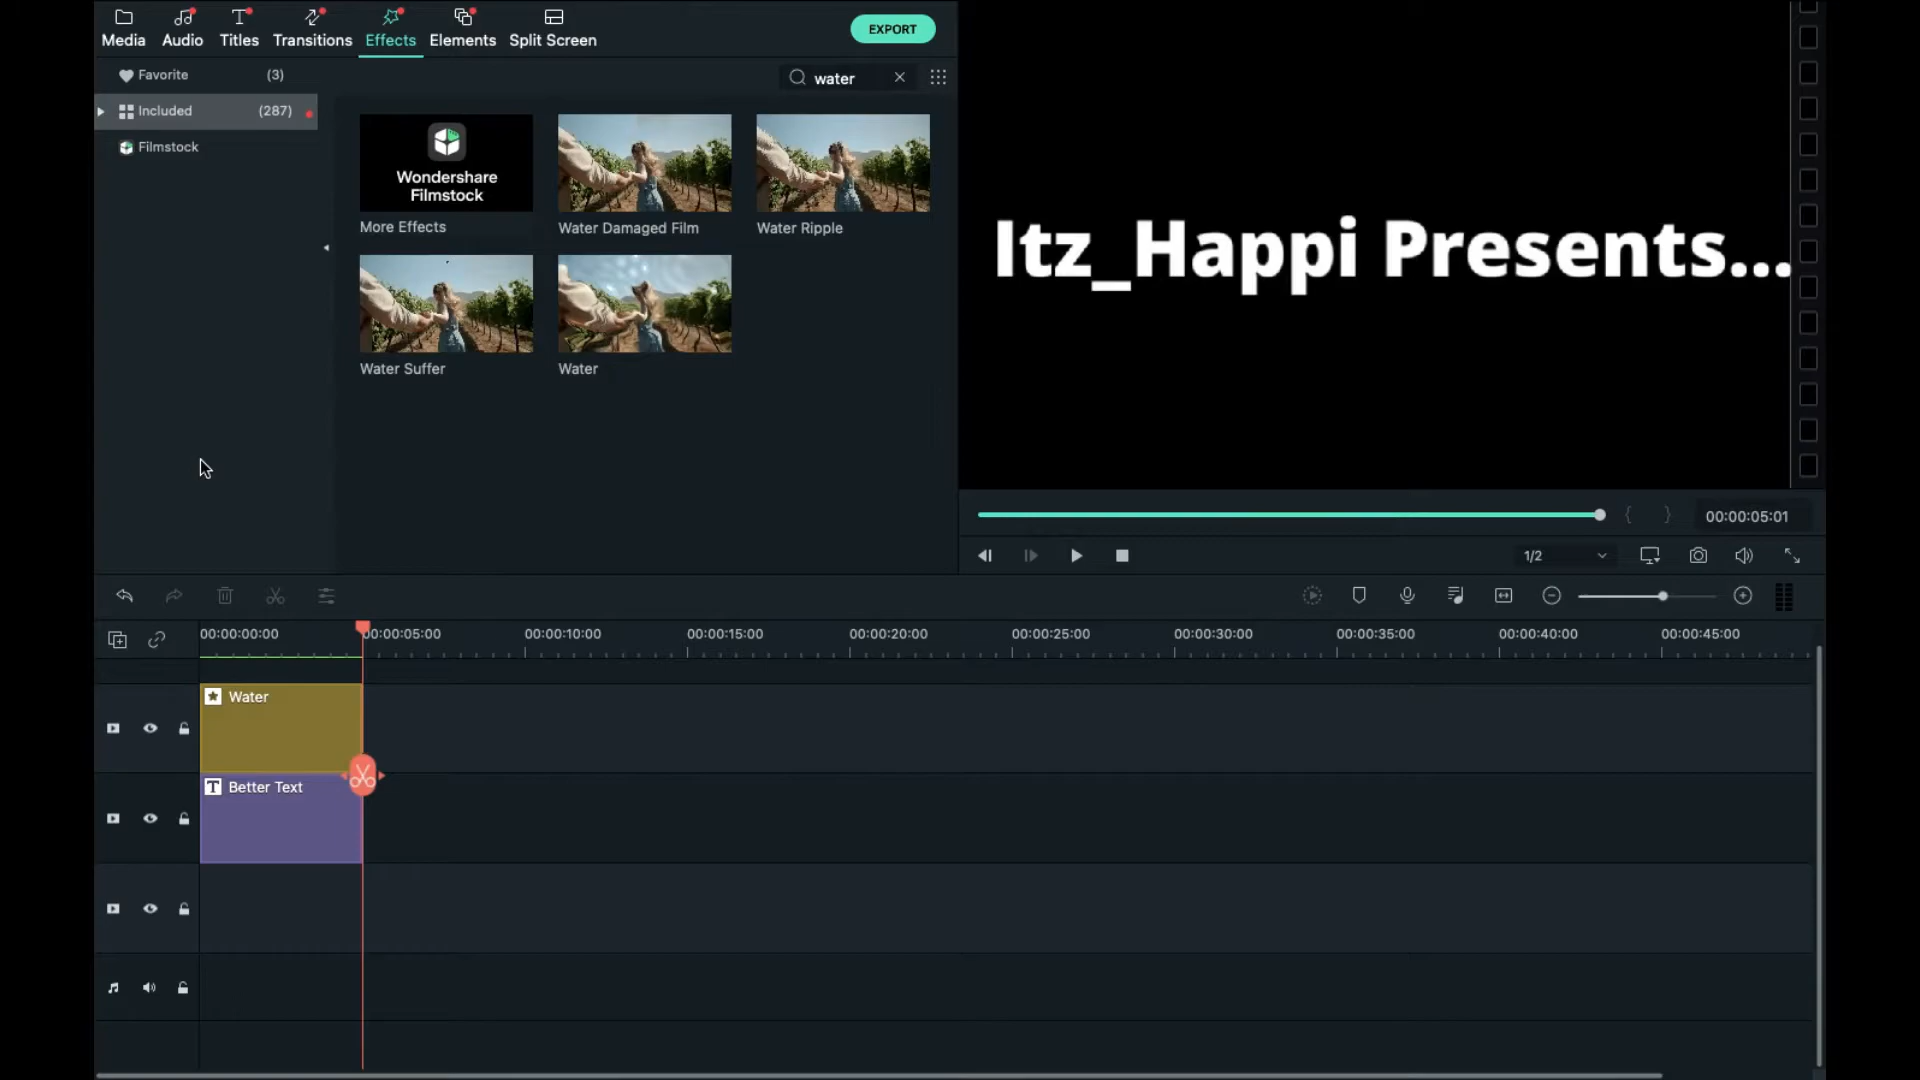 Media Audio Titles Transitions Effects Elements Split Screen
EXPORT
Favorite (3)
Included (287)
Filmstock
water
Wondershare
Filmstock
More Effects
Water Damaged Film
Water Ripple
Water Suffer
Water
Itz_Happi Presents...
00:00:05:01
1/2
00:00:00:00 00:00:05:00 00:00:10:00 00:00:15:00 00:00:20:00 00:00:25:00 00:00:30:00 00:00:35:00 00:00:40:00 00:00:45:00
Water
T Better Text